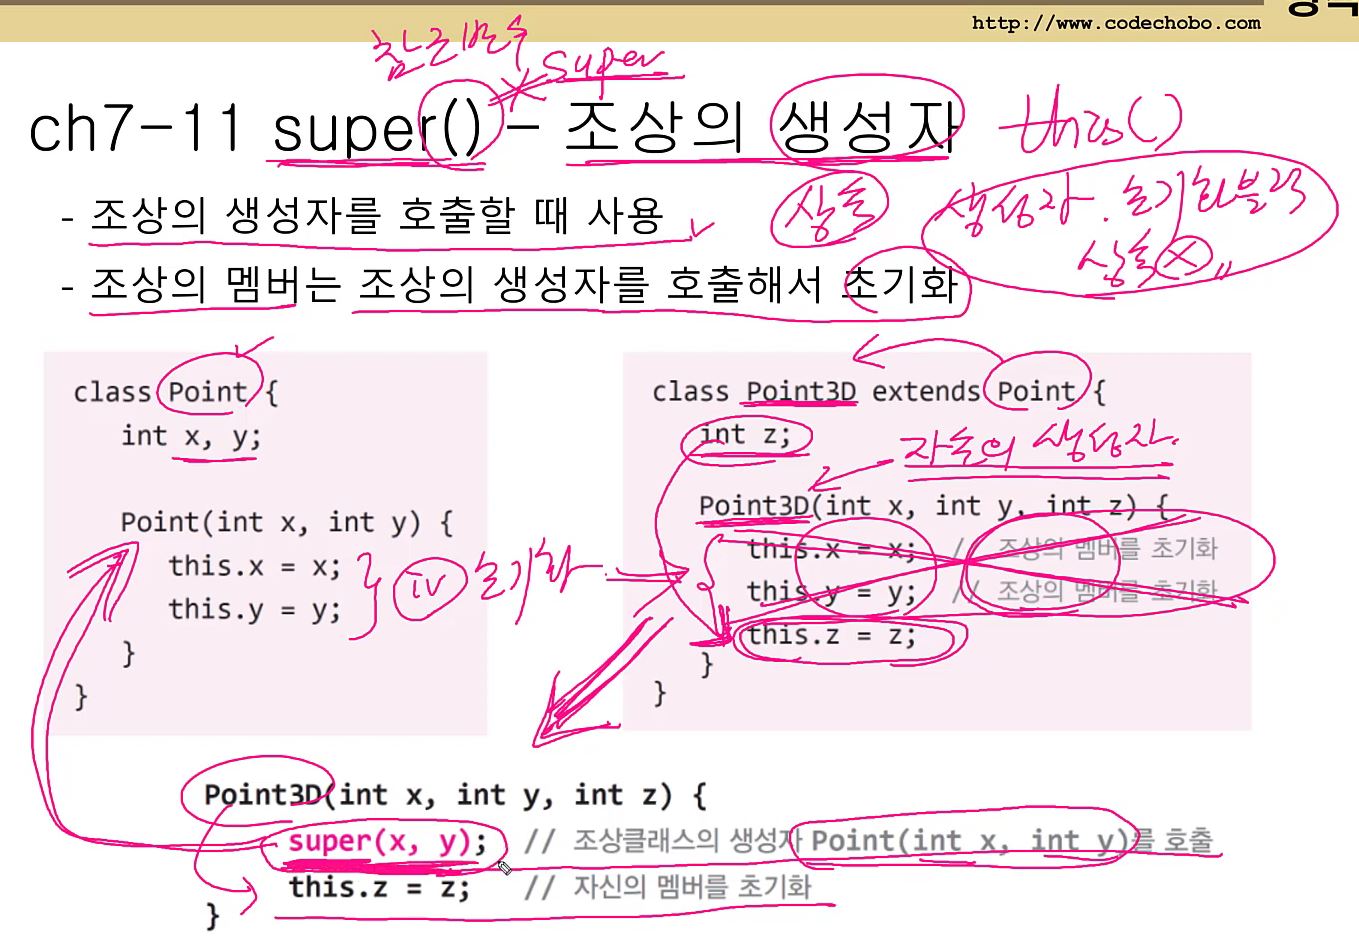 http://www.codechobo.com
참조변수
super
ch7-11 super() - 조상의 생성자
this()
- 조상의 생성자를 호출할 때 사용
상속
생성자, 초기화블럭
상속 X
- 조상의 멤버는 조상의 생성자를 호출해서 초기화
class Point {
int x, y;
Point(int x, int y) {
this.x = x;
this.y = y;
}
}
iv 초기화
class Point3D extends Point {
int z;
자손의 생성자.
Point3D(int x, int y, int z) {
this.x = x; // 조상의 멤버를 초기화
this.y = y; // 조상의 멤버를 초기화
this.z = z;
}
}
Point3D(int x, int y, int z) {
super(x, y); // 조상클래스의 생성자 Point(int x, int y)를 호출
this.z = z; // 자신의 멤버를 초기화
}